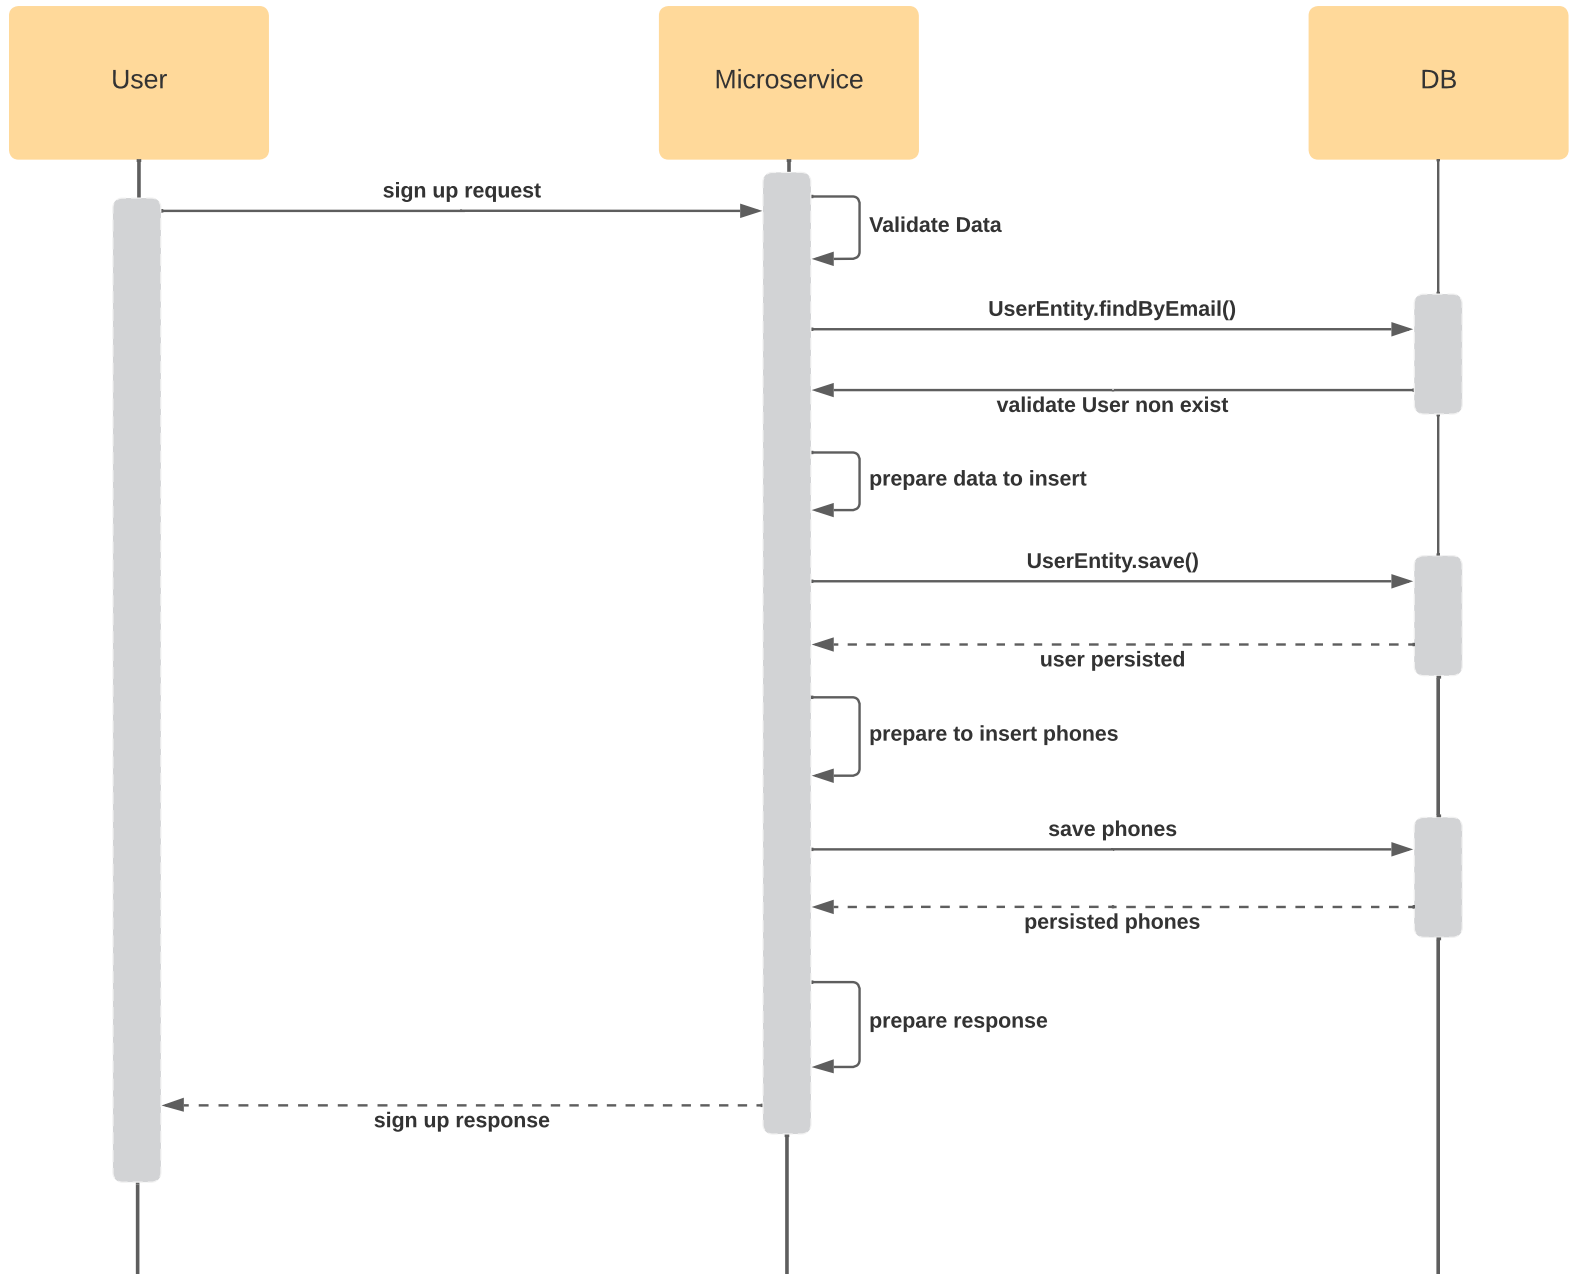 User
Microservice
DB
sign up request
Validate Data
UserEntity.findByEmail()
validate User non exist
prepare data to insert
UserEntity.save()
user persisted
prepare to insert phones
save phones
persisted phones
prepare response
sign up response